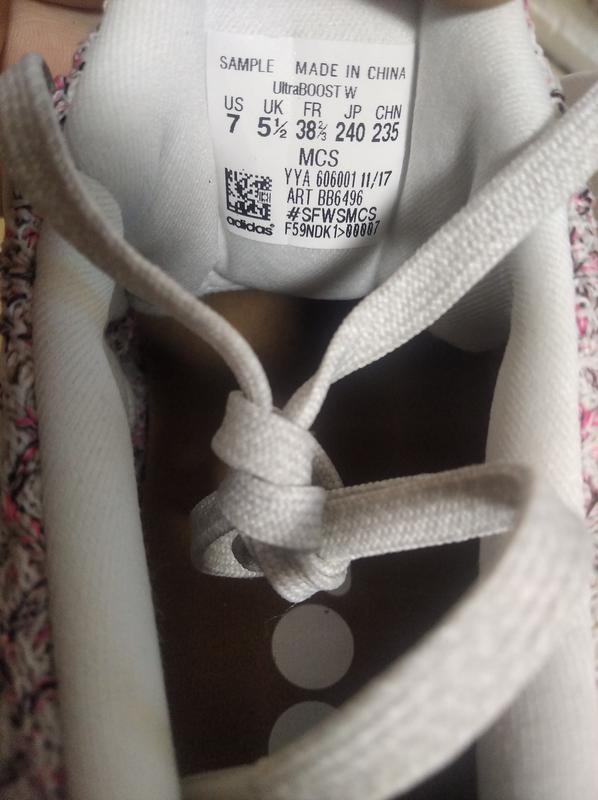 SAMPLE MADE IN CHINA
UltraBOOST W
US UK FR JP CHN
7 5½ 38⅔ 240 235
MCS
YYA 606001 11/17
ART BB6496
#SFWSMCS
adidas® F59NDK1>00007